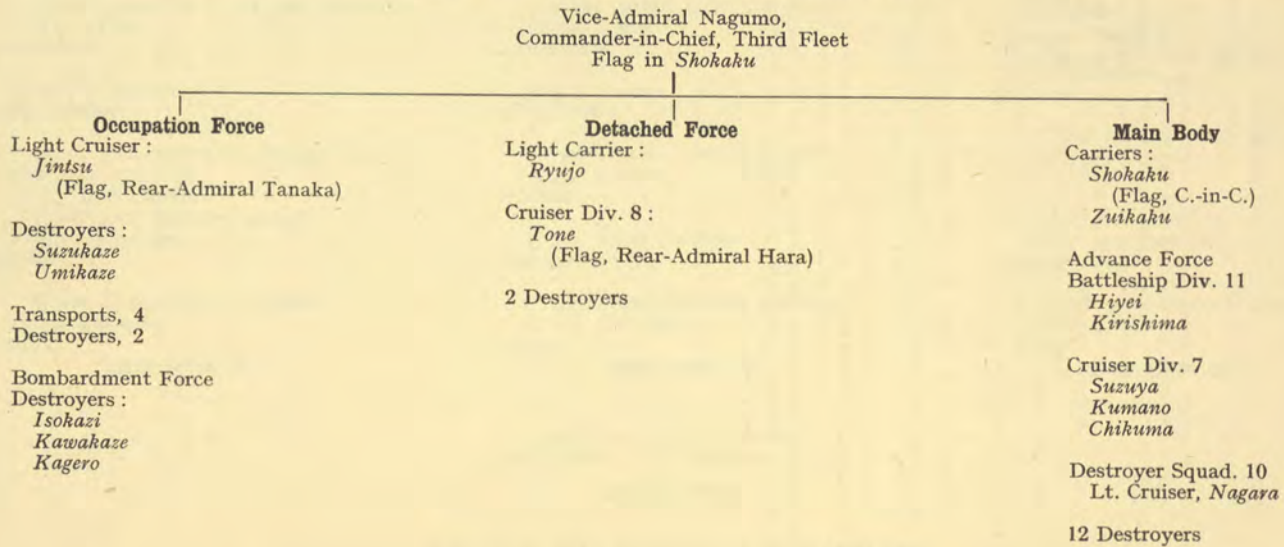 Vice-Admiral Nagumo,
Commander-in-Chief, Third Fleet
Flag in Shokaku
Occupation Force
Light Cruiser :
Jintsu
(Flag, Rear-Admiral Tanaka)
Destroyers :
Suzukaze
Umikaze
Transports, 4
Destroyers, 2
Bombardment Force
Destroyers :
Isokazi
Kawakaze
Kagero
Detached Force
Light Carrier :
Ryujo
Cruiser Div. 8 :
Tone
(Flag, Rear-Admiral Hara)
2 Destroyers
Main Body
Carriers :
Shokaku
(Flag, C.-in-C.)
Zuikaku
Advance Force
Battleship Div. 11
Hiyei
Kirishima
Cruiser Div. 7
Suzuya
Kumano
Chikuma
Destroyer Squad. 10
Lt. Cruiser, Nagara
12 Destroyers